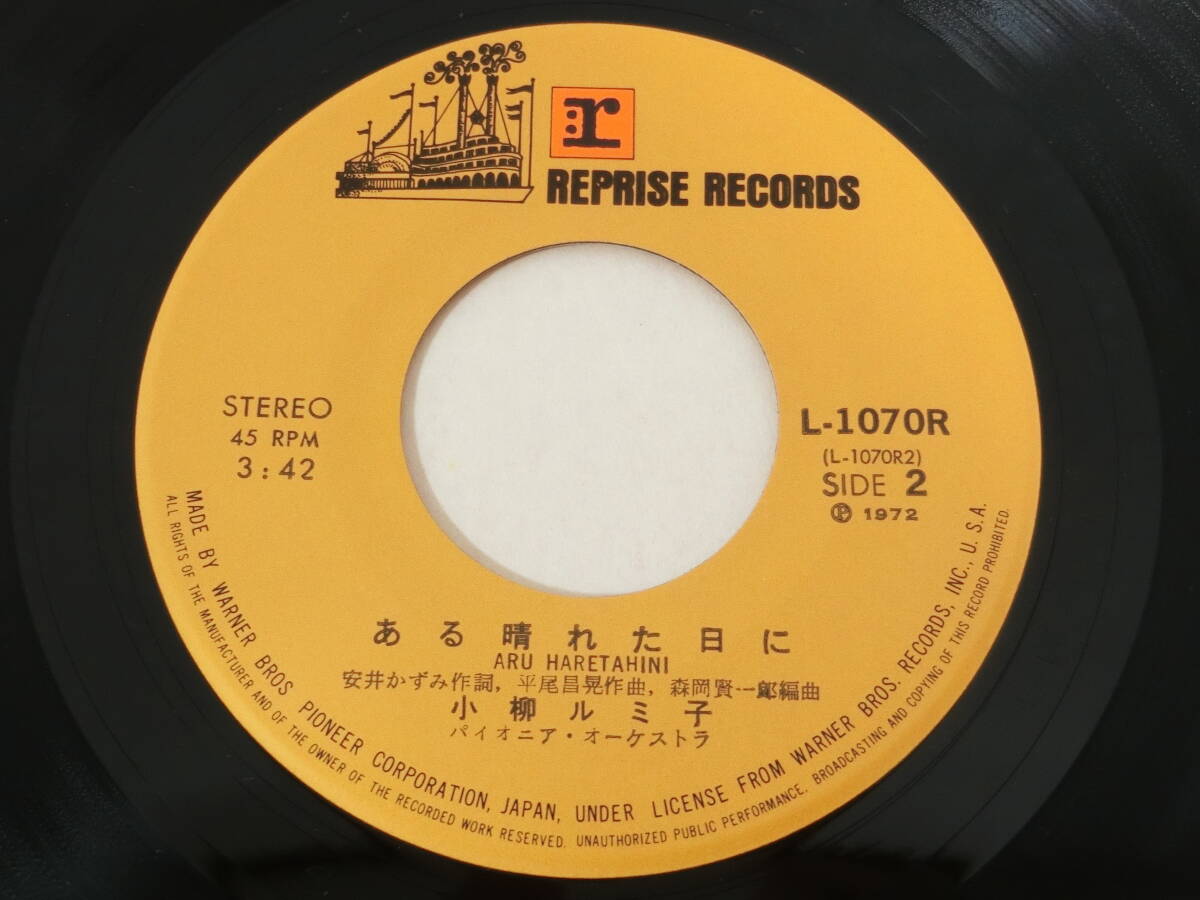 r
REPRISE RECORDS
STEREO
45 RPM
3:42
L-1070R
(L-1070R2)
SIDE 2
Ⓟ 1972
ある晴れた日に
ARU HARETAHINI
安井かずみ作詞, 平尾昌晃作曲, 森岡賢一郎編曲
小柳ルミ子
パイオニア・オーケストラ
MADE BY WARNER BROS PIONEER CORPORATION, JAPAN, UNDER LICENSE FROM WARNER BROS. RECORDS, INC., U.S.A.
ALL RIGHTS OF THE MANUFACTURER AND OF THE OWNER OF THE RECORDED WORK RESERVED. UNAUTHORIZED PUBLIC PERFORMANCE, BROADCASTING AND COPYING OF THIS RECORD PROHIBITED.